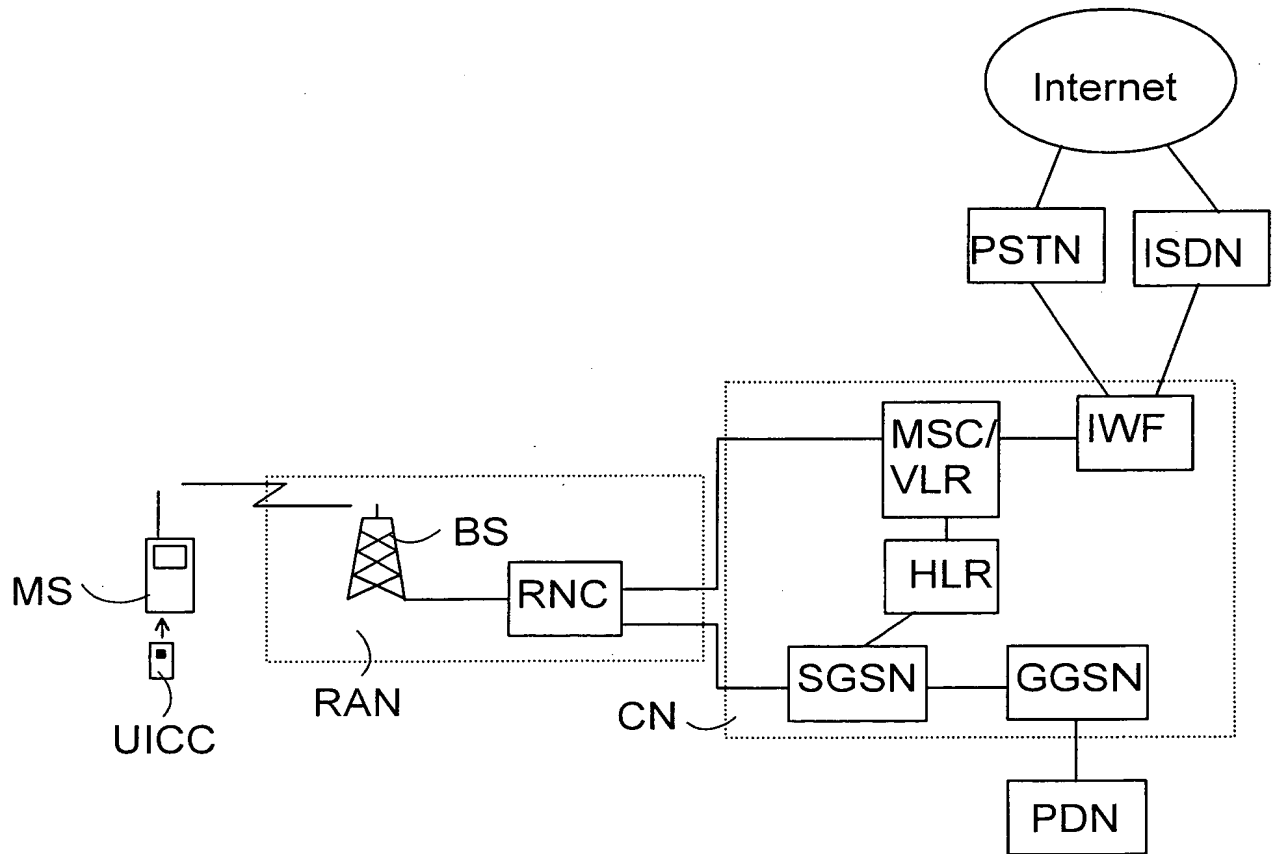 Internet
PSTN
ISDN
MSC/
VLR
IWF
BS
HLR
MS
RNC
SGSN
GGSN
RAN
CN
UICC
PDN